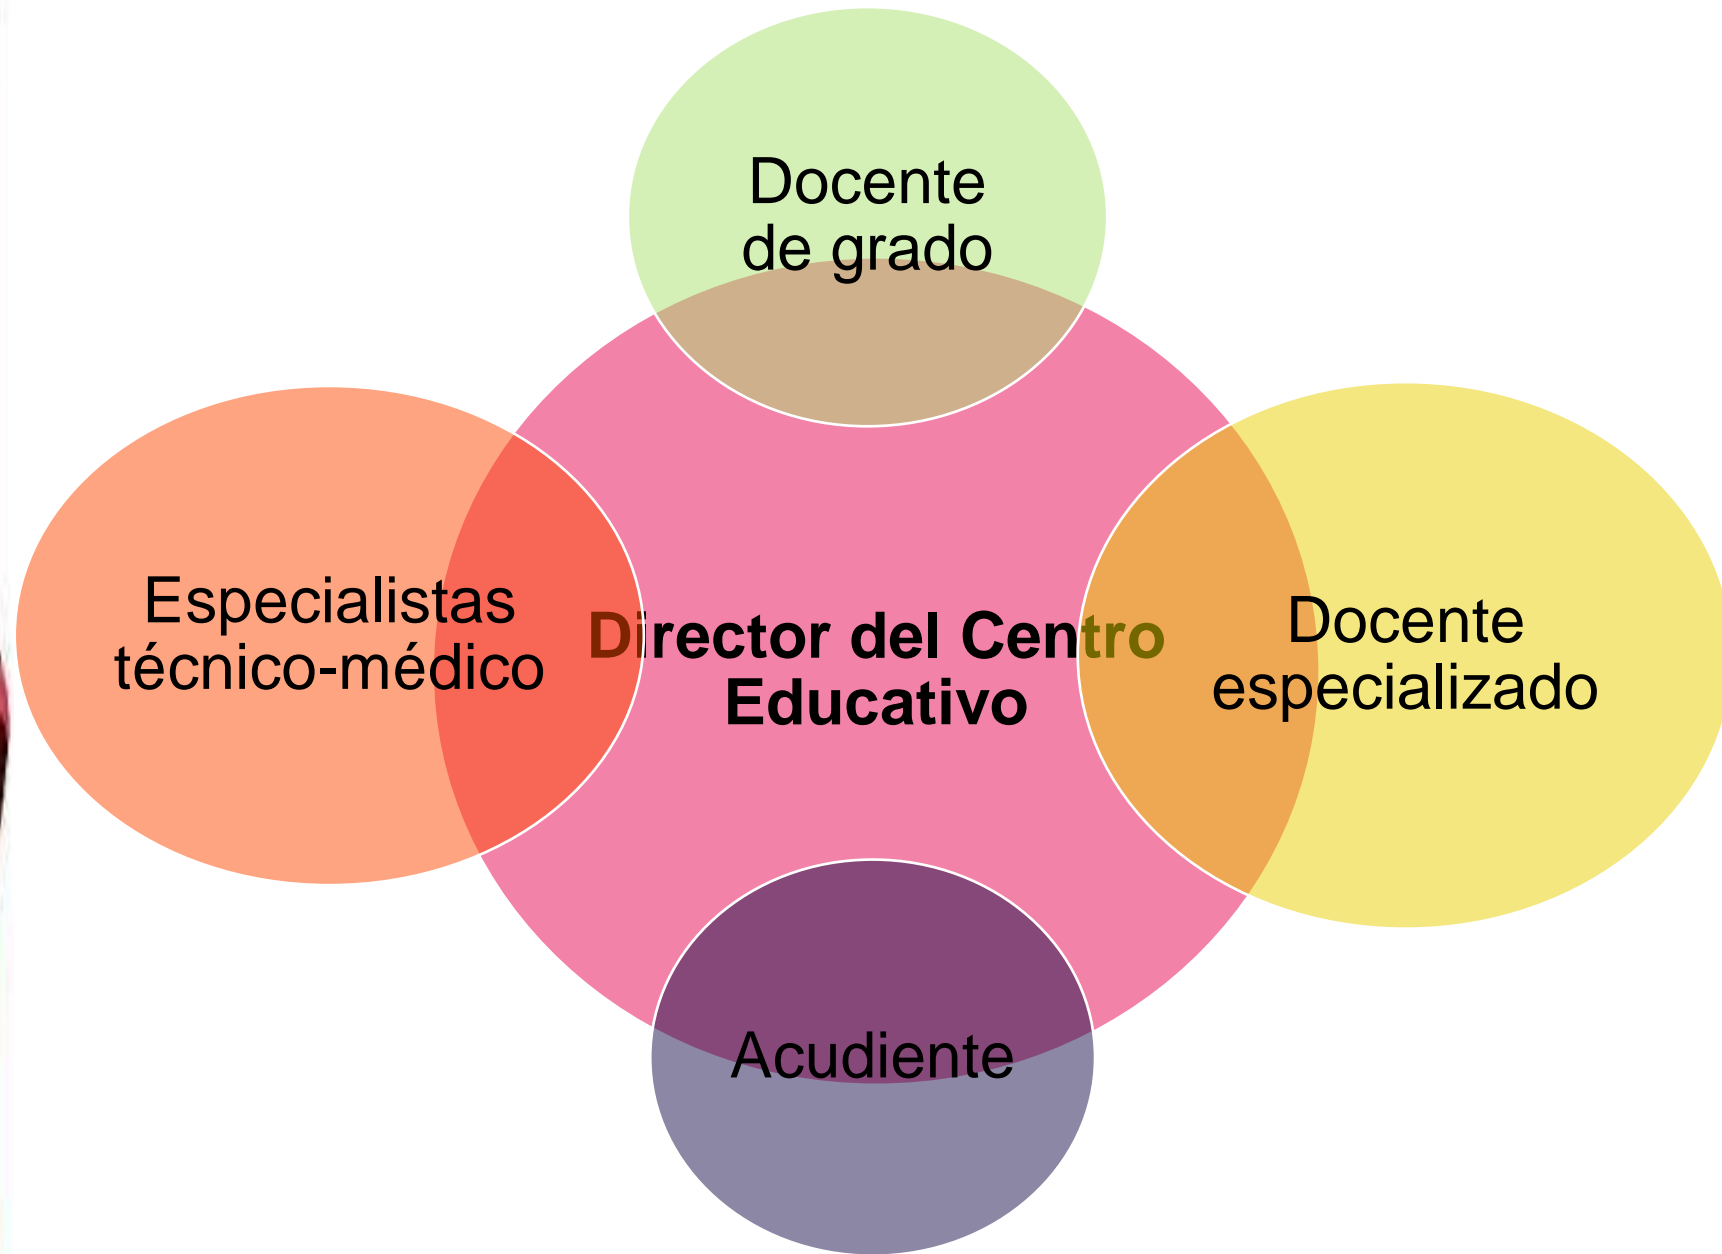 Docente
de grado
Especialistas
técnico-médico
Director del Centro
Educativo
Docente
especializado
Acudiente